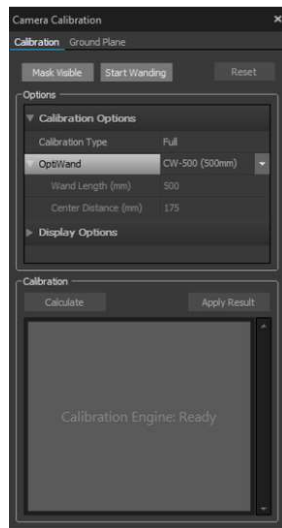 Camera Calibration
Calibration Ground Plane
Mask Visible Start Wanding Reset
Options
Calibration Options
Calibration Type Full
OptiWand CW-500 (500mm)
Wand Length (mm) 500
Center Distance (mm) 175
Display Options
Calibration
Calculate Apply Result
Calibration Engine: Ready